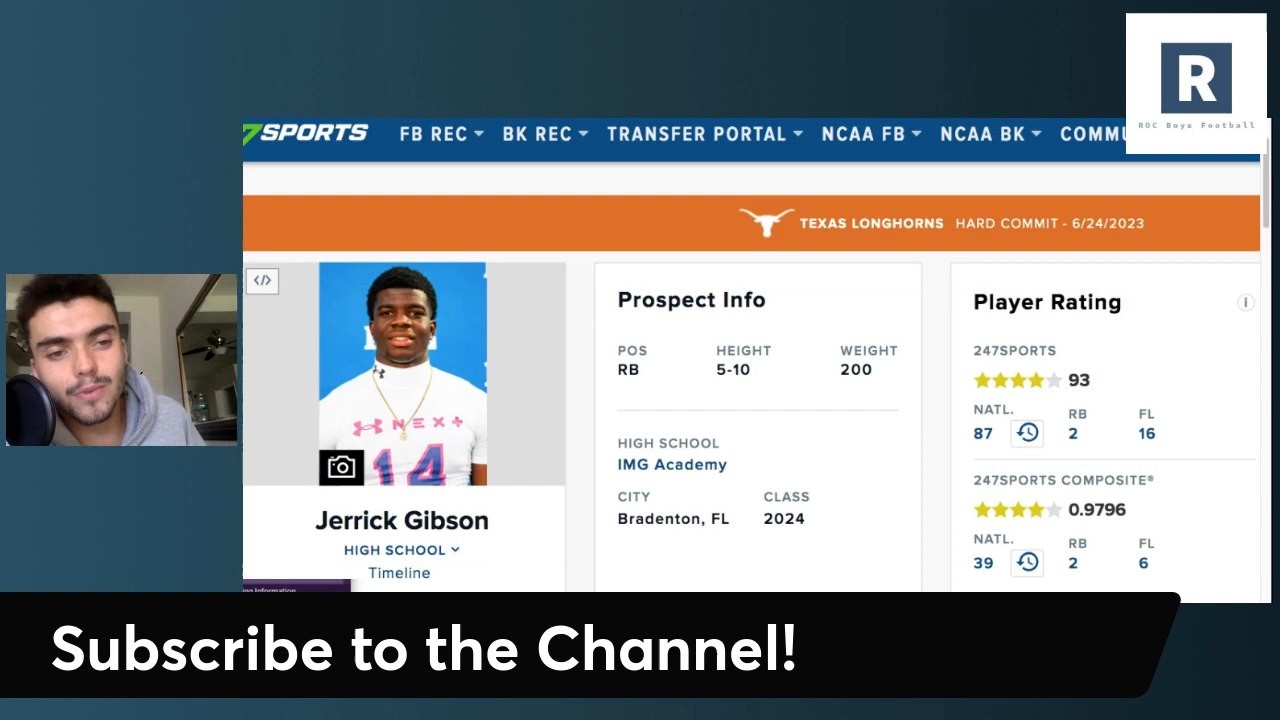 R
ROC Boys Football
7SPORTS
FB REC BK REC TRANSFER PORTAL NCAA FB NCAA BK COMMU
TEXAS LONGHORNS HARD COMMIT - 6/24/2023
</>
NEXT
14
Jerrick Gibson
HIGH SCHOOL
Timeline
Prospect Info
POS HEIGHT WEIGHT
RB 5-10 200
HIGH SCHOOL
IMG Academy
CITY CLASS
Bradenton, FL 2024
Player Rating
i
247SPORTS
93
NATL. RB FL
87 2 16
247SPORTS COMPOSITE®
0.9796
NATL. RB FL
39 2 6
ng Information
Subscribe to the Channel!